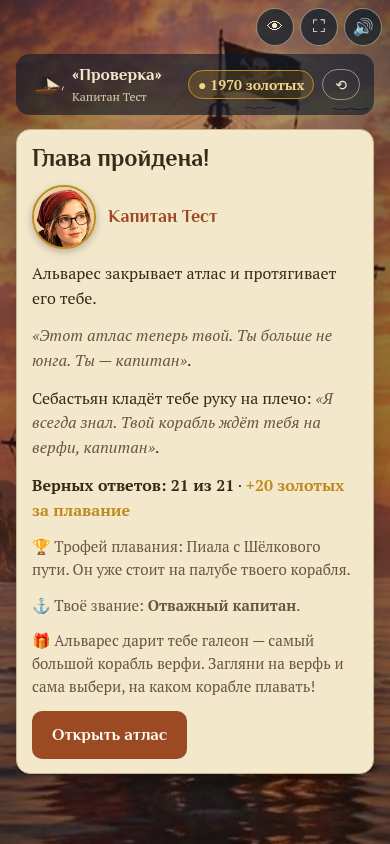 «Проверка»
Капитан Тест
● 1970 золотых
⟲
Глава пройдена!
Капитан Тест
Альварес закрывает атлас и протягивает
его тебе.
«Этот атлас теперь твой. Ты больше не
юнга. Ты — капитан».
Себастьян кладёт тебе руку на плечо: «Я
всегда знал. Твой корабль ждёт тебя на
верфи, капитан».
Верных ответов: 21 из 21 · +20 золотых
за плавание
🏆 Трофей плавания: Пиала с Шёлкового
пути. Он уже стоит на палубе твоего корабля.
⚓ Твоё звание: Отважный капитан.
🎁 Альварес дарит тебе галеон — самый
большой корабль верфи. Загляни на верфь и
сама выбери, на каком корабле плавать!
Открыть атлас